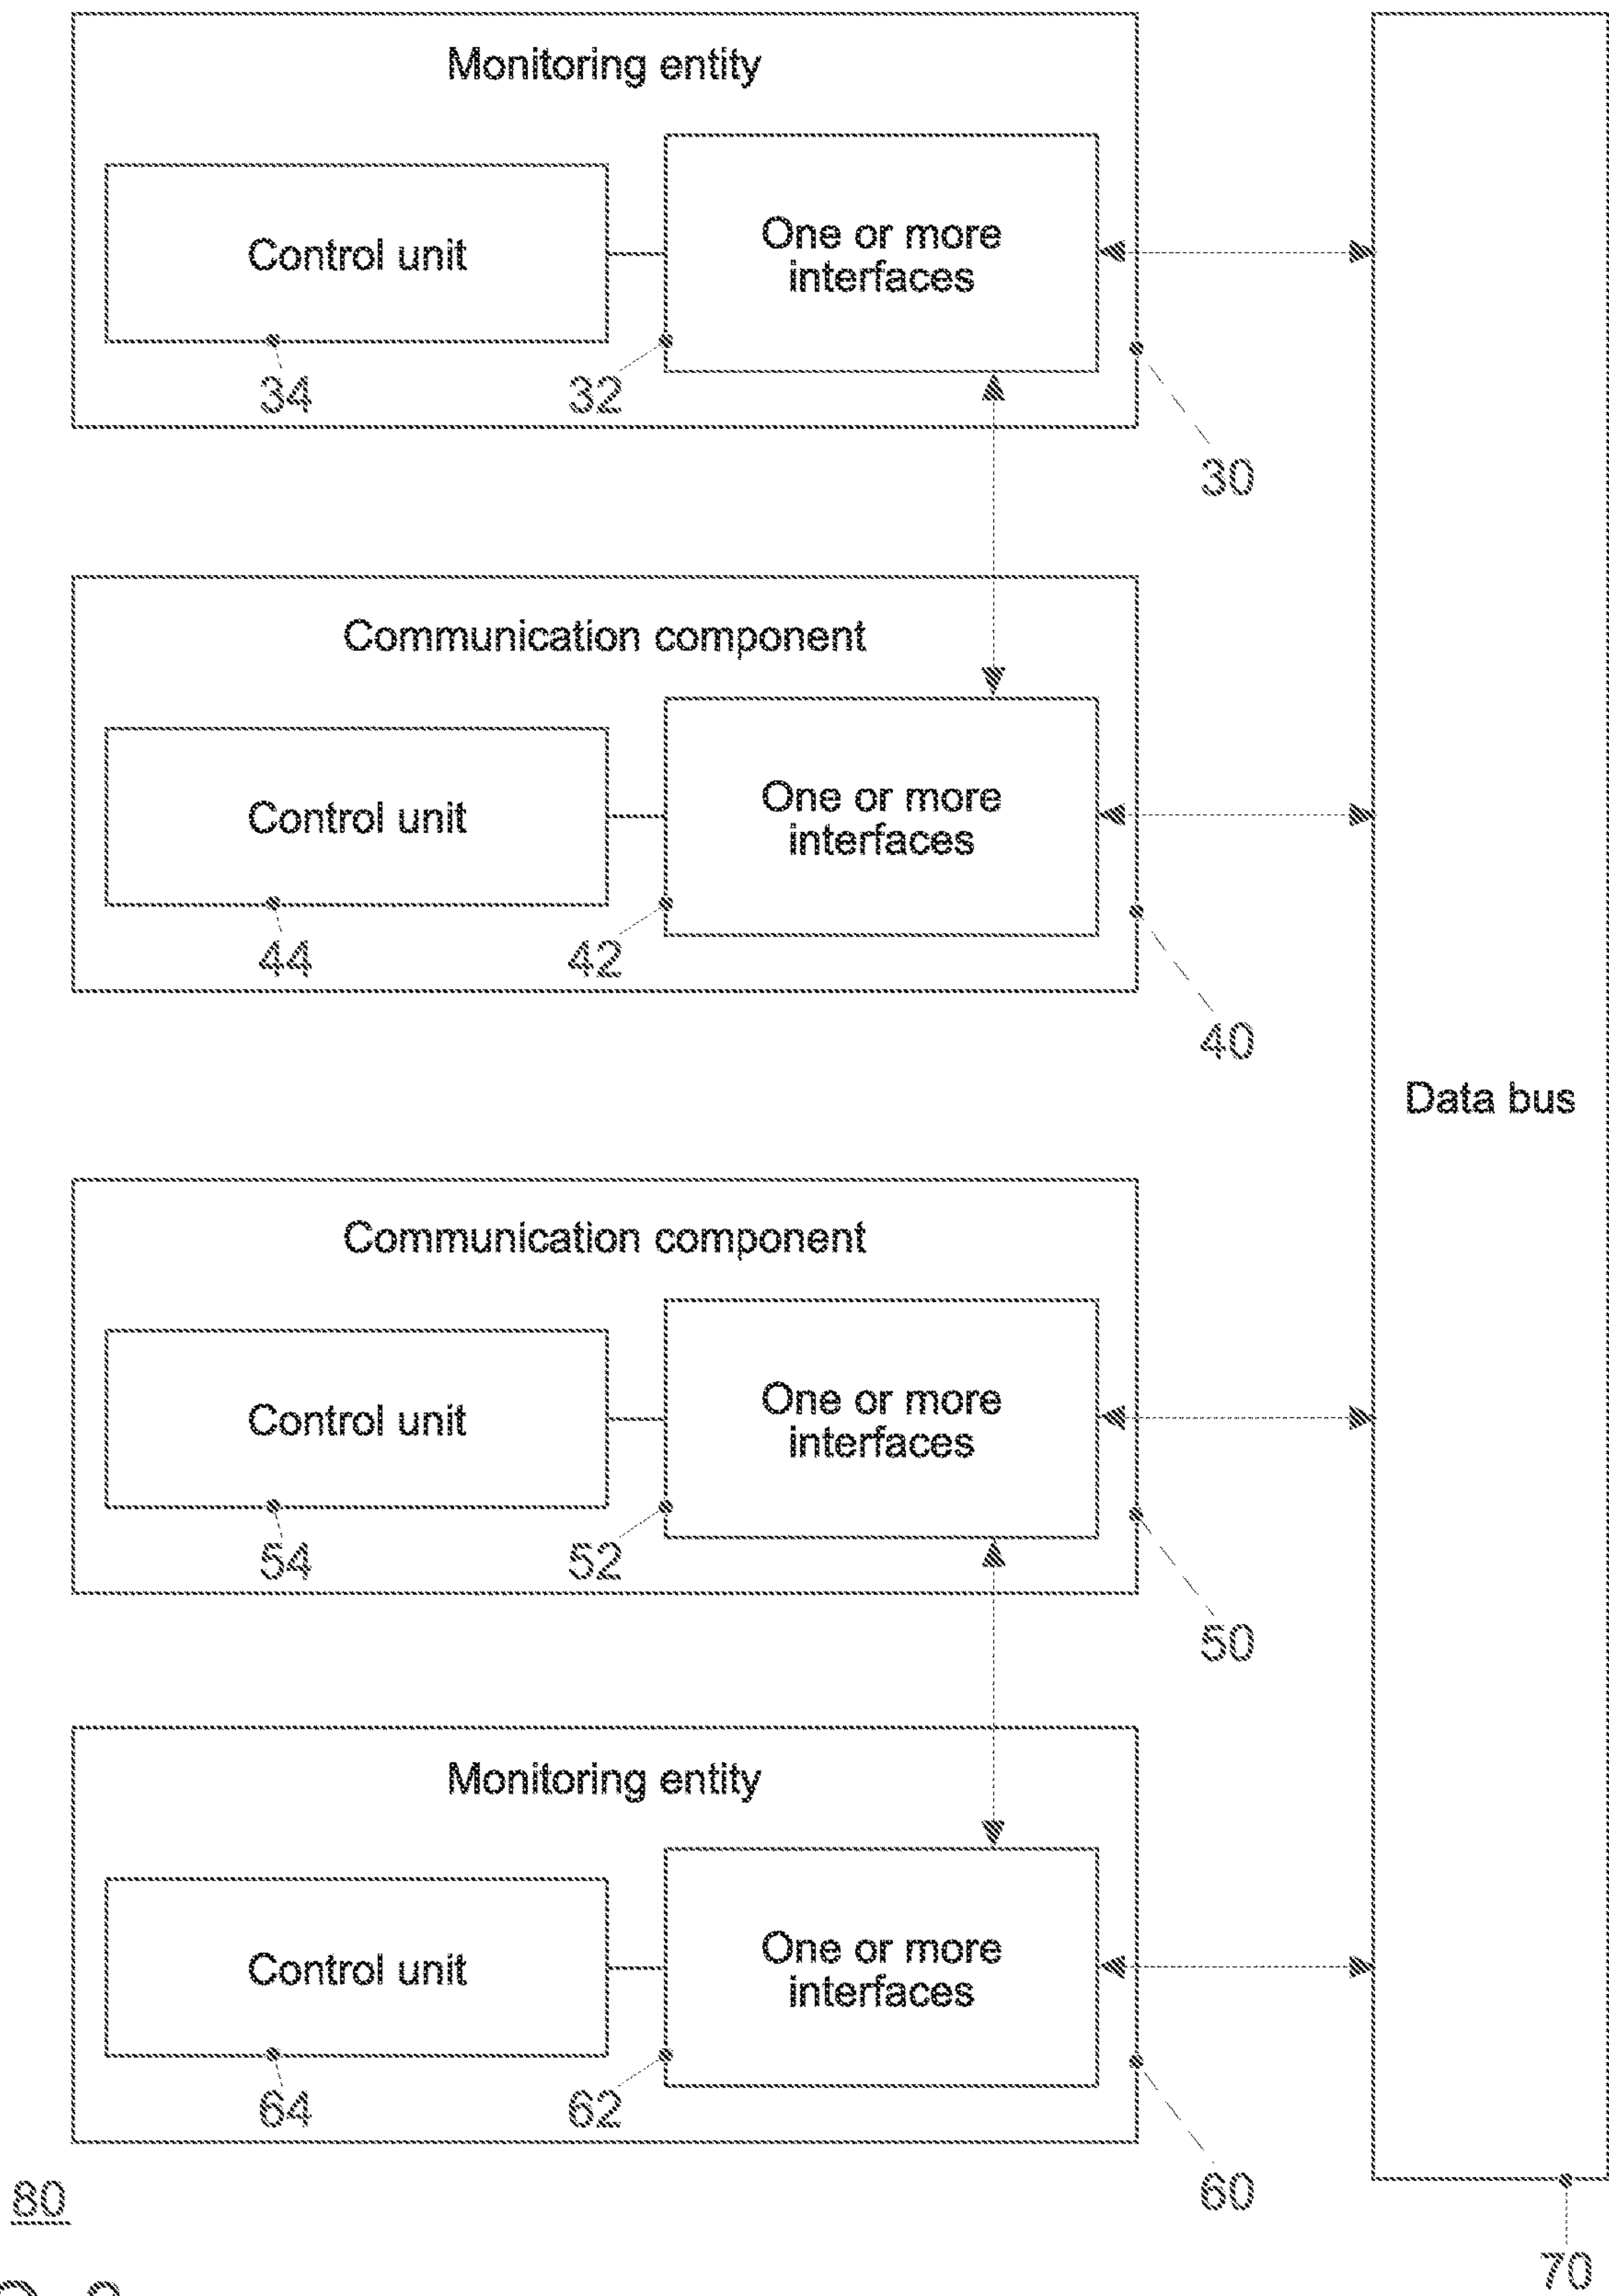 Monitoring entity
Control unit
One or more
interfaces
34
32
30
Communication component
Control unit
One or more
interfaces
44
42
40
Data bus
Communication component
Control unit
One or more
interfaces
54
52
50
Monitoring entity
Control unit
One or more
interfaces
64
62
60
80
70